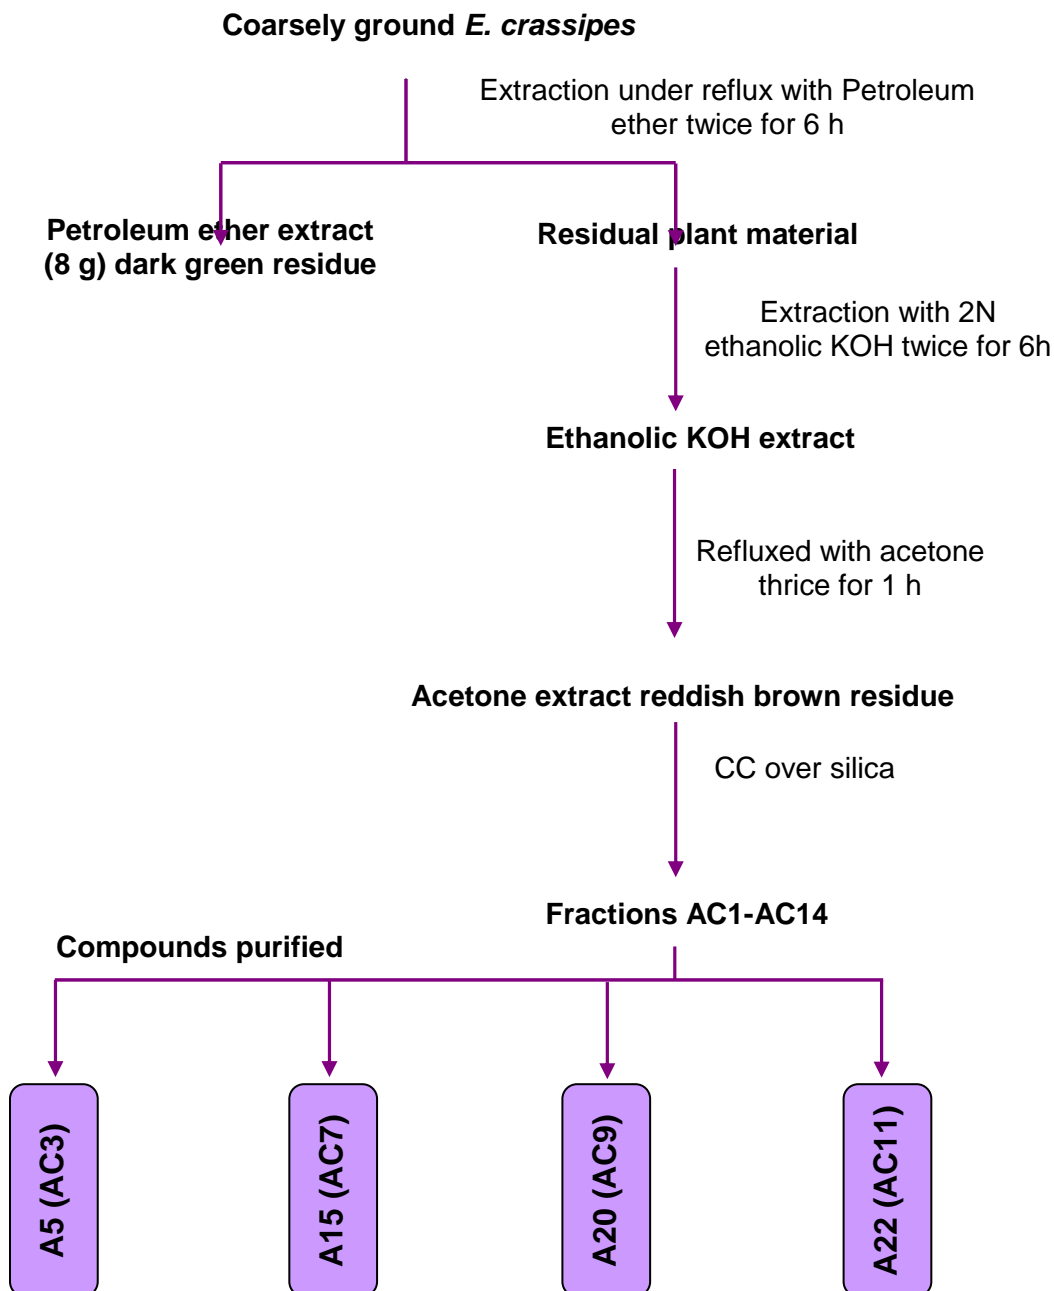 Coarsely ground E. crassipes
Extraction under reflux with Petroleum
ether twice for 6 h
Petroleum ether extract
(8 g) dark green residue
Residual plant material
Extraction with 2N
ethanolic KOH twice for 6h
Ethanolic KOH extract
Refluxed with acetone
thrice for 1 h
Acetone extract reddish brown residue
CC over silica
Fractions AC1-AC14
Compounds purified
A5 (AC3)
A15 (AC7)
A20 (AC9)
A22 (AC11)